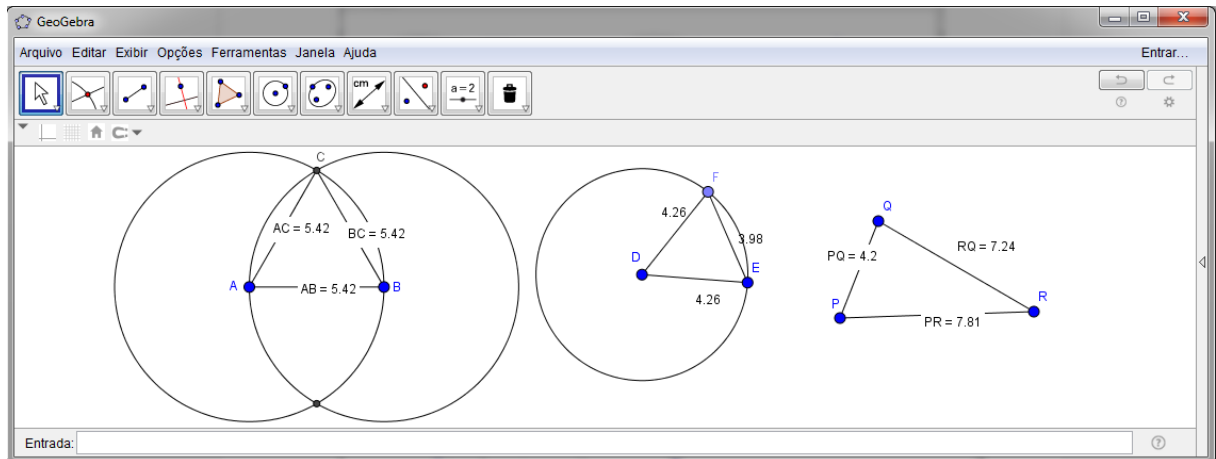 GeoGebra
Arquivo Editar Exibir Opções Ferramentas Janela Ajuda
Entrar...
cm
a = 2
C
AC = 5.42
BC = 5.42
A
AB = 5.42
B
F
4.26
3.98
D
E
4.26
Q
PQ = 4.2
RQ = 7.24
P
R
PR = 7.81
Entrada: